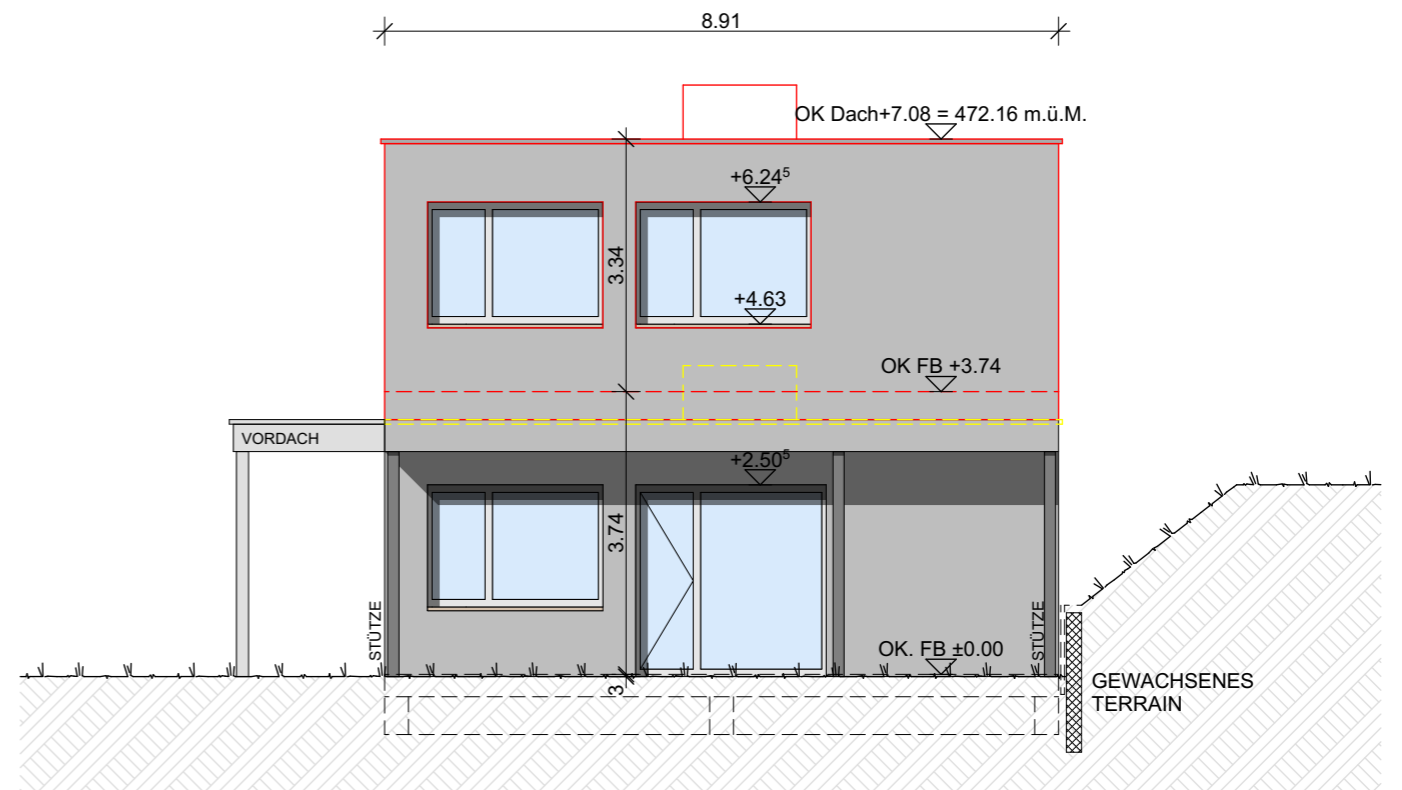 8.91
OK Dach+7.08 = 472.16 m.ü.M.
+6.24⁵
3.34
+4.63
OK FB +3.74
VORDACH
+2.50⁵
3.74
STÜTZE
STÜTZE
OK. FB ±0.00
3
GEWACHSENES
TERRAIN